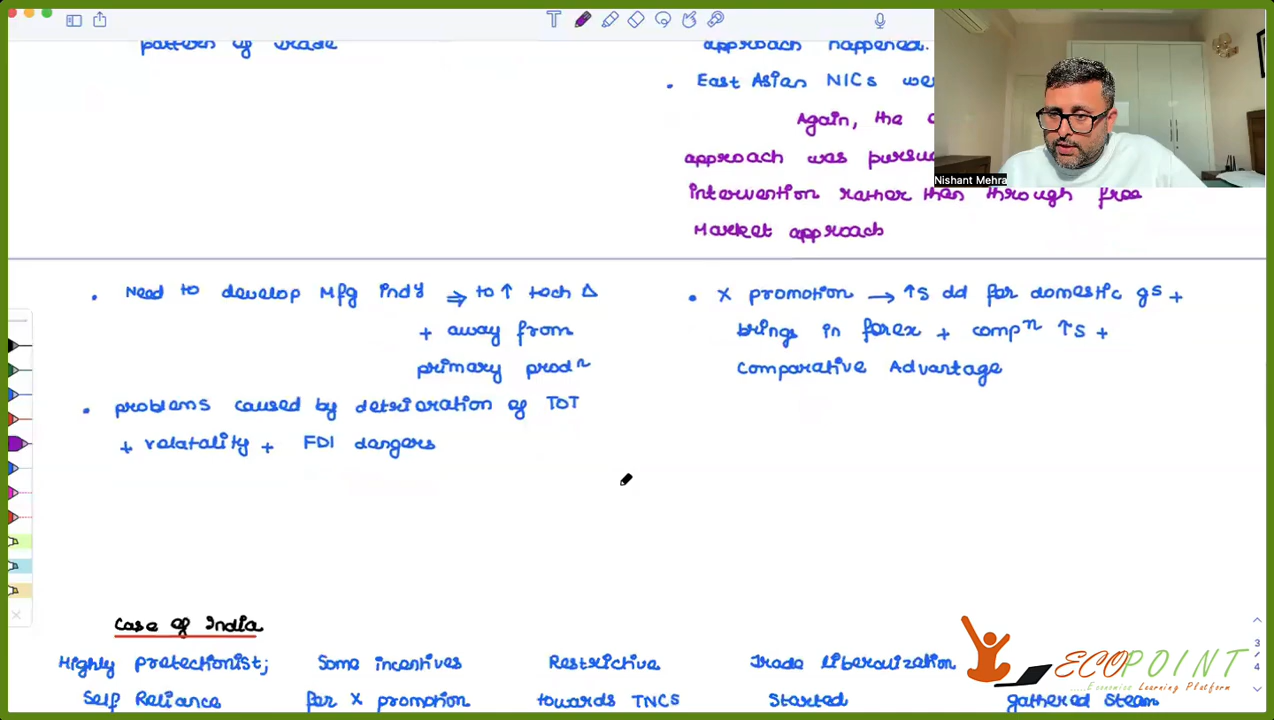 pattern of trade
approach happened.
East Asian NICs
Again, the
approach was
intervention rather than through free
Market approach
Nishant Mehra
• Need to develop Mfg indy ⇒ to ↑ tech Δ
+ away from
primary prodn
• problems caused by deterioration of TOT
+ volatality + FDI dangers
• X promotion → ↑s dd for domestic gs +
brings in forex + compn ↑s +
Comparative Advantage
Case of India
Highly protectionist;
Self Reliance
Some incentives
for X promotion
Restrictive
towards TNCS
Trade liberalization
Started
gathered steam
ECOPOINT
.....Economics Learning Platform
3
4